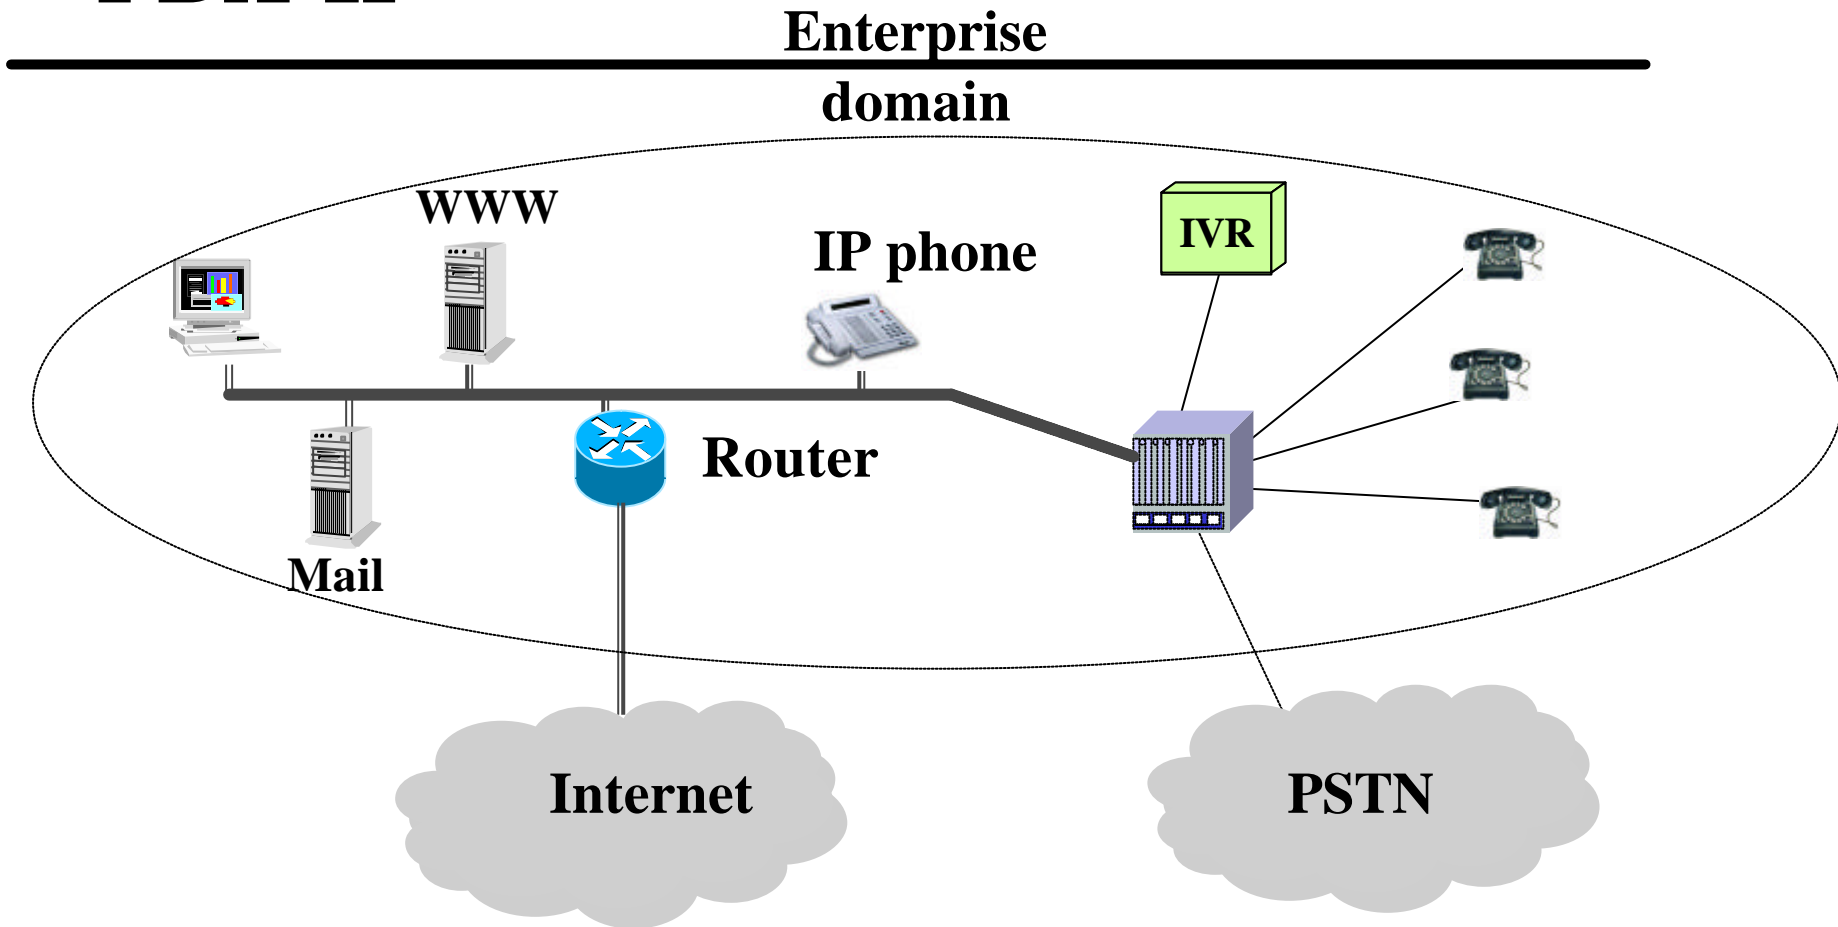 Enterprise
domain
WWW
IP phone
IVR
Router
Mail
Internet
PSTN